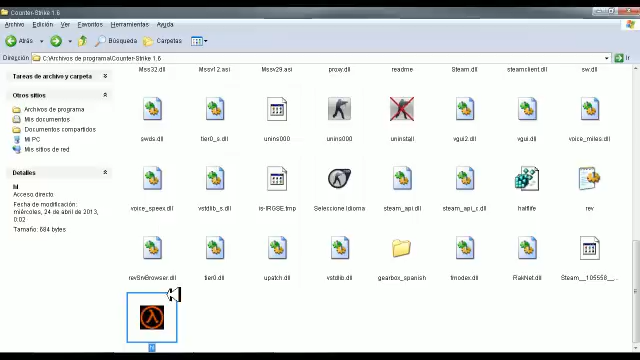 Counter-Strike 1.6
Archivo Edición Ver Favoritos Herramientas Ayuda
Atrás Búsqueda Carpetas
Dirección C:\Archivos de programa\Counter-Strike 1.6 Ir
Tareas de archivo y carpeta
Otros sitios
Archivos de programa
Mis documentos
Documentos compartidos
Mi PC
Mis sitios de red
Detalles
hl
Acceso directo
Fecha de modificación:
miércoles, 24 de abril de 2013,
Tamaño: 684 bytes
Mss32.dll Mssv12.asi Mssv29.asi proxy.dll readme Steam.dll steamclient.dll sw.dll
swds.dll tier0_s.dll unins000 unins000 uninstall vgui2.dll vgui.dll voice_miles.dll
voice_speex.dll vstdlib_s.dll is-IRGSE.tmp Seleccione Idioma steam_api.dll steam_api_c.dll halflife rev
revSrvBrowser.dll tier0.dll upatch.dll vstdlib.dll gearbox_spanish fmodex.dll RakNet.dll Steam__105558__...
hl